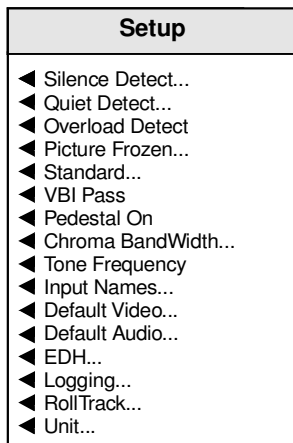 Setup
Silence Detect...
Quiet Detect...
Overload Detect
Picture Frozen...
Standard...
VBI Pass
Pedestal On
Chroma BandWidth...
Tone Frequency
Input Names...
Default Video...
Default Audio...
EDH...
Logging...
RollTrack...
Unit...